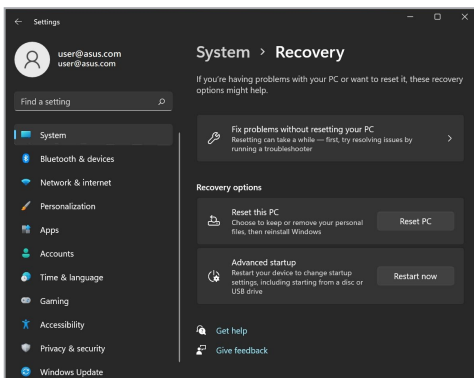 Settings
user@asus.com
user@asus.com
Find a setting
System
Bluetooth & devices
Network & internet
Personalization
Apps
Accounts
Time & language
Gaming
Accessibility
Privacy & security
Windows Update
System > Recovery
If you're having problems with your PC or want to reset it, these recovery
options might help.
Fix problems without resetting your PC
Resetting can take a while — first, try resolving issues by
running a troubleshooter
Recovery options
Reset this PC
Choose to keep or remove your personal
files, then reinstall Windows
Reset PC
Advanced startup
Restart your device to change startup
settings, including starting from a disc or
USB drive
Restart now
Get help
Give feedback